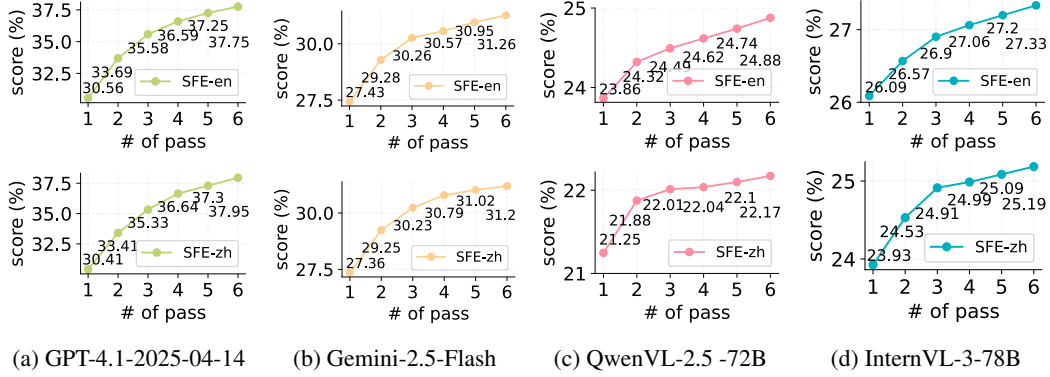 score (%)
37.5
35.0
32.5
30.56
33.69
35.58
36.59
37.25
37.75
SFE-en
1 2 3 4 5 6
# of pass
score (%)
30.0
27.5
27.43
29.28
30.26
30.57
30.95
31.26
SFE-en
1 2 3 4 5 6
# of pass
score (%)
25
24
23.86
24.32
24.62
24.74
24.88
SFE-en
1 2 3 4 5 6
# of pass
score (%)
27
26
26.09
26.57
26.9
27.06
27.2
27.33
SFE-en
1 2 3 4 5 6
# of pass
score (%)
37.5
35.0
32.5
30.41
33.41
35.33
36.64
37.3
37.95
SFE-zh
1 2 3 4 5 6
# of pass
score (%)
30.0
27.5
27.36
29.25
30.23
30.79
31.02
31.2
SFE-zh
1 2 3 4 5 6
# of pass
score (%)
22
21
21.25
21.88
22.01
22.04
22.1
22.17
SFE-zh
1 2 3 4 5 6
# of pass
score (%)
25
24
23.93
24.53
24.91
24.99
25.09
25.19
SFE-zh
1 2 3 4 5 6
# of pass
(a) GPT-4.1-2025-04-14
(b) Gemini-2.5-Flash
(c) QwenVL-2.5 -72B
(d) InternVL-3-78B